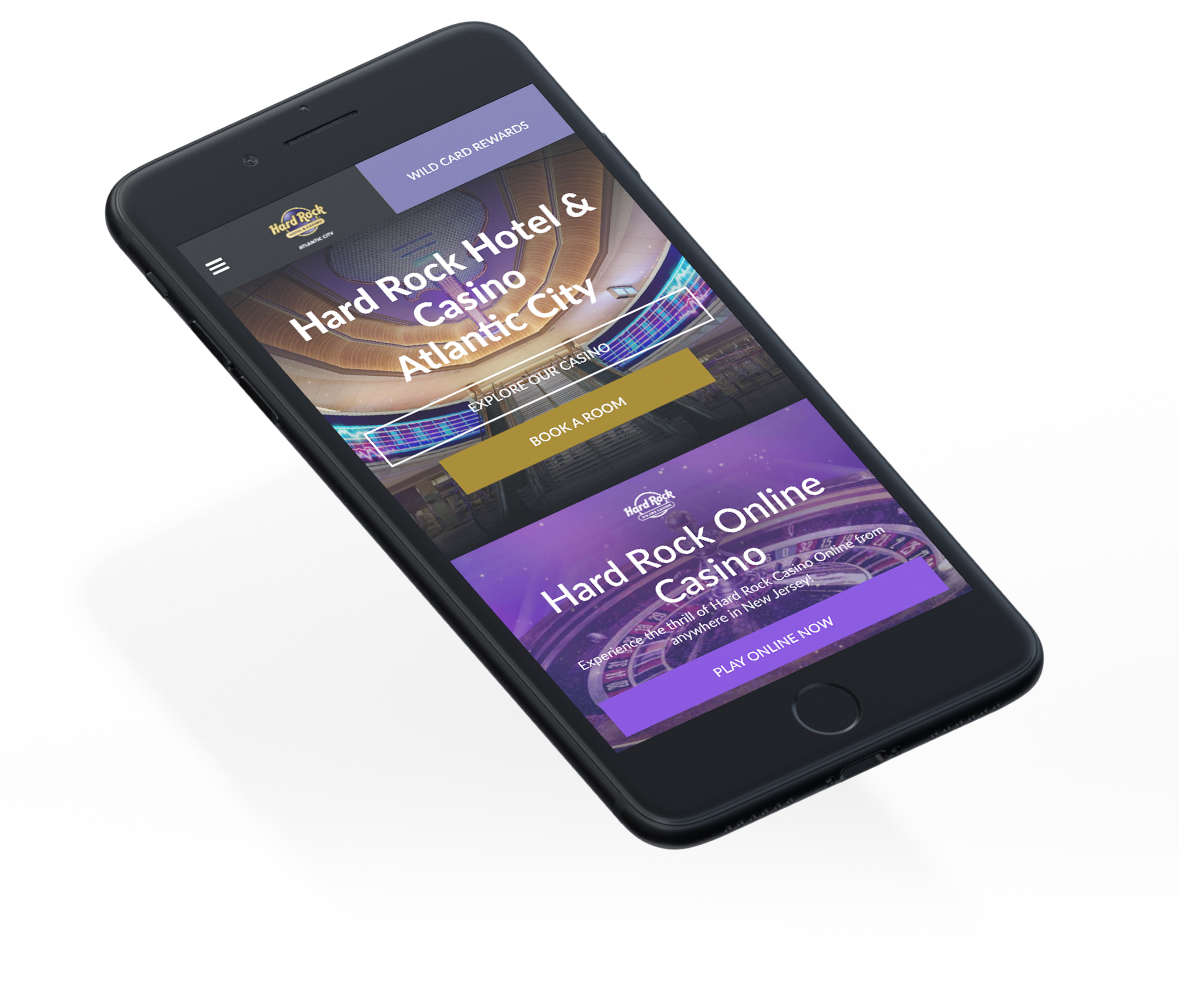 WILD CARD REWARDS
Hard Rock
ATLANTIC CITY
Hard Rock Hotel &
Casino
Atlantic City
EXPLORE OUR CASINO
BOOK A ROOM
Hard Rock
Hard Rock Online
Casino
Experience the thrill of Hard Rock Casino Online from
anywhere in New Jersey!
PLAY ONLINE NOW